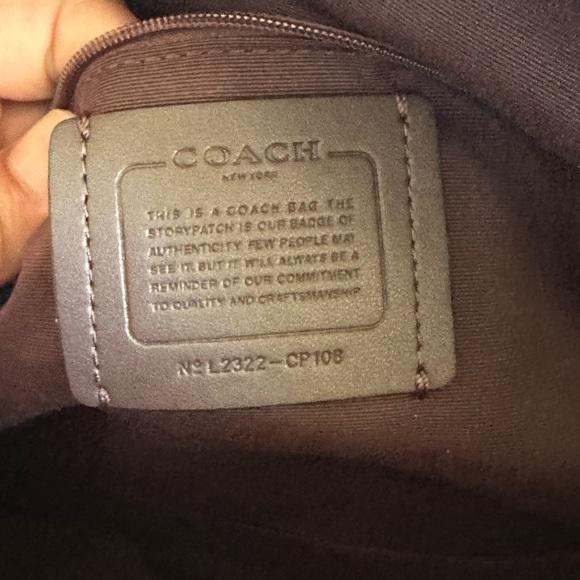 COACH
NEW YORK
THIS IS A COACH BAG THE
STORYPATCH IS OUR BADGE OF
AUTHENTICITY FEW PEOPLE MAY
SEE IT, BUT IT WILL ALWAYS BE A
REMINDER OF OUR COMMITMENT
TO QUALITY AND CRAFTSMANSHIP
Nº L2322-CP108